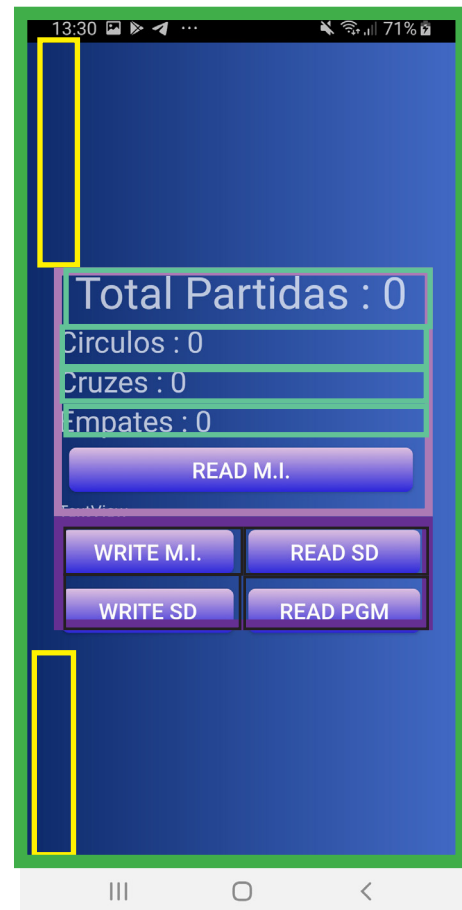 13:30 ... 71%
Total Partidas : 0
Circulos : 0
Cruzes : 0
Empates : 0
READ M.I.
TextView
WRITE M.I. READ SD
WRITE SD READ PGM